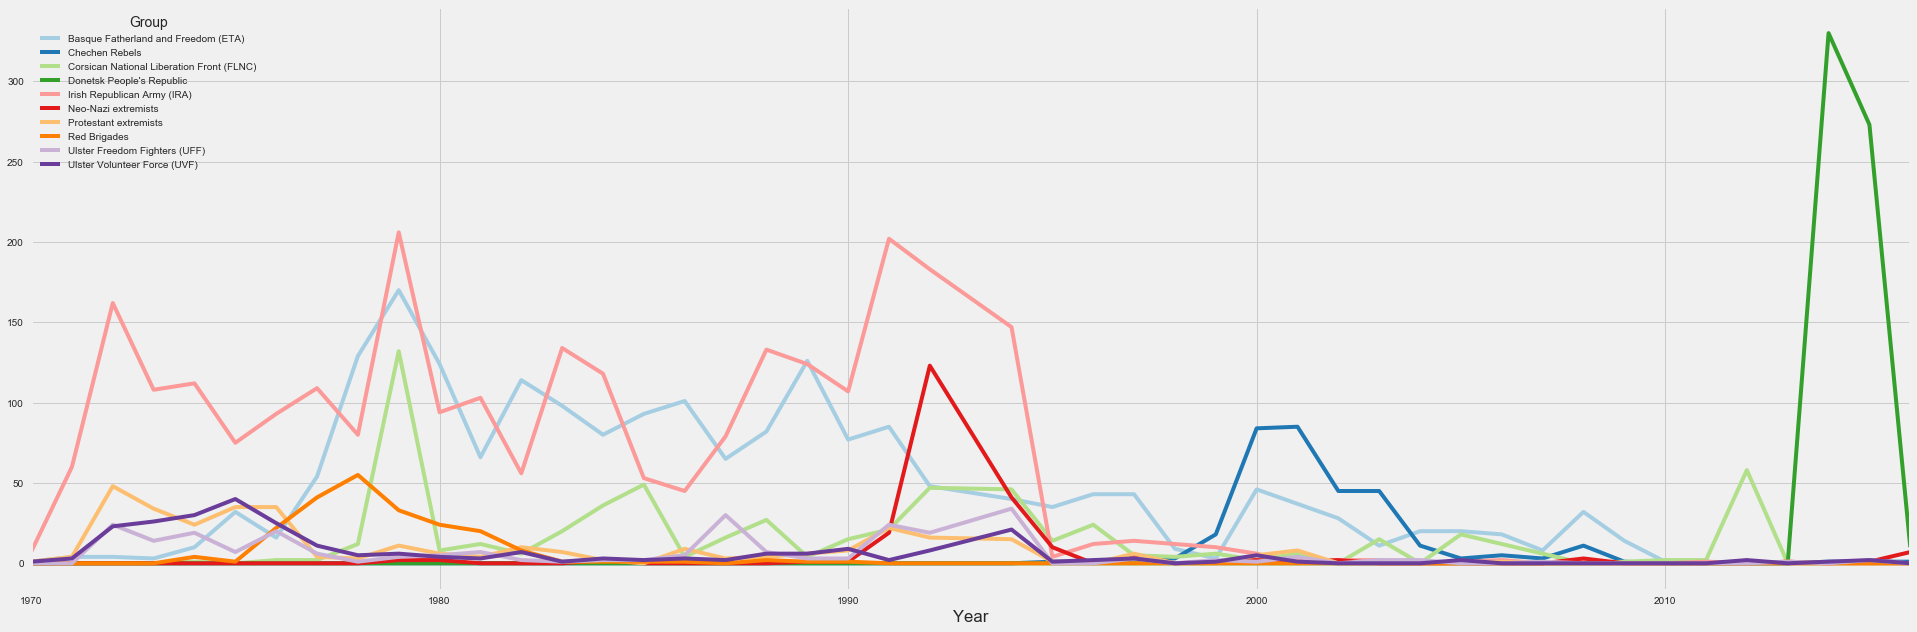 Group
Basque Fatherland and Freedom (ETA)
Chechen Rebels
Corsican National Liberation Front (FLNC)
Donetsk People's Republic
Irish Republican Army (IRA)
Neo-Nazi extremists
Protestant extremists
Red Brigades
Ulster Freedom Fighters (UFF)
Ulster Volunteer Force (UVF)
300
250
200
150
100
50
0
1970 1980 1990 2000 2010
Year